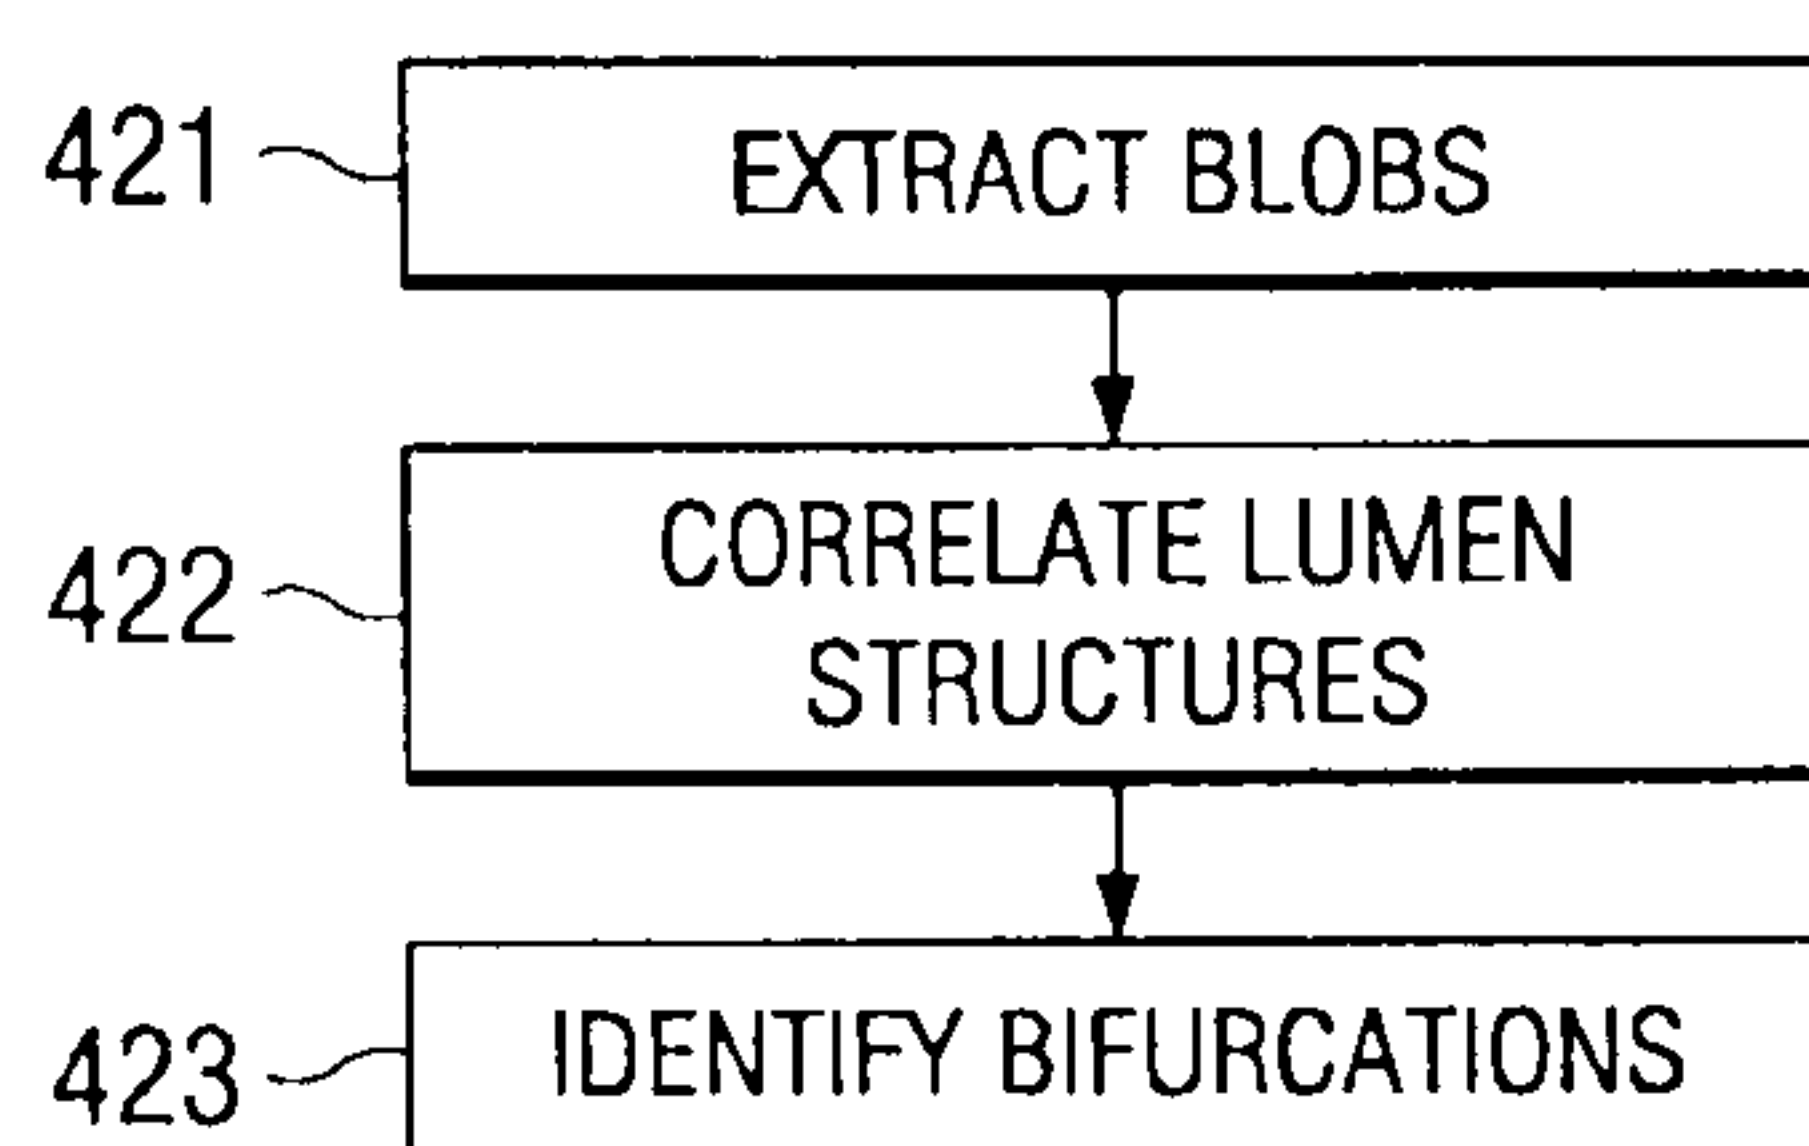 421
EXTRACT BLOBS
422
CORRELATE LUMEN
STRUCTURES
423
IDENTIFY BIFURCATIONS